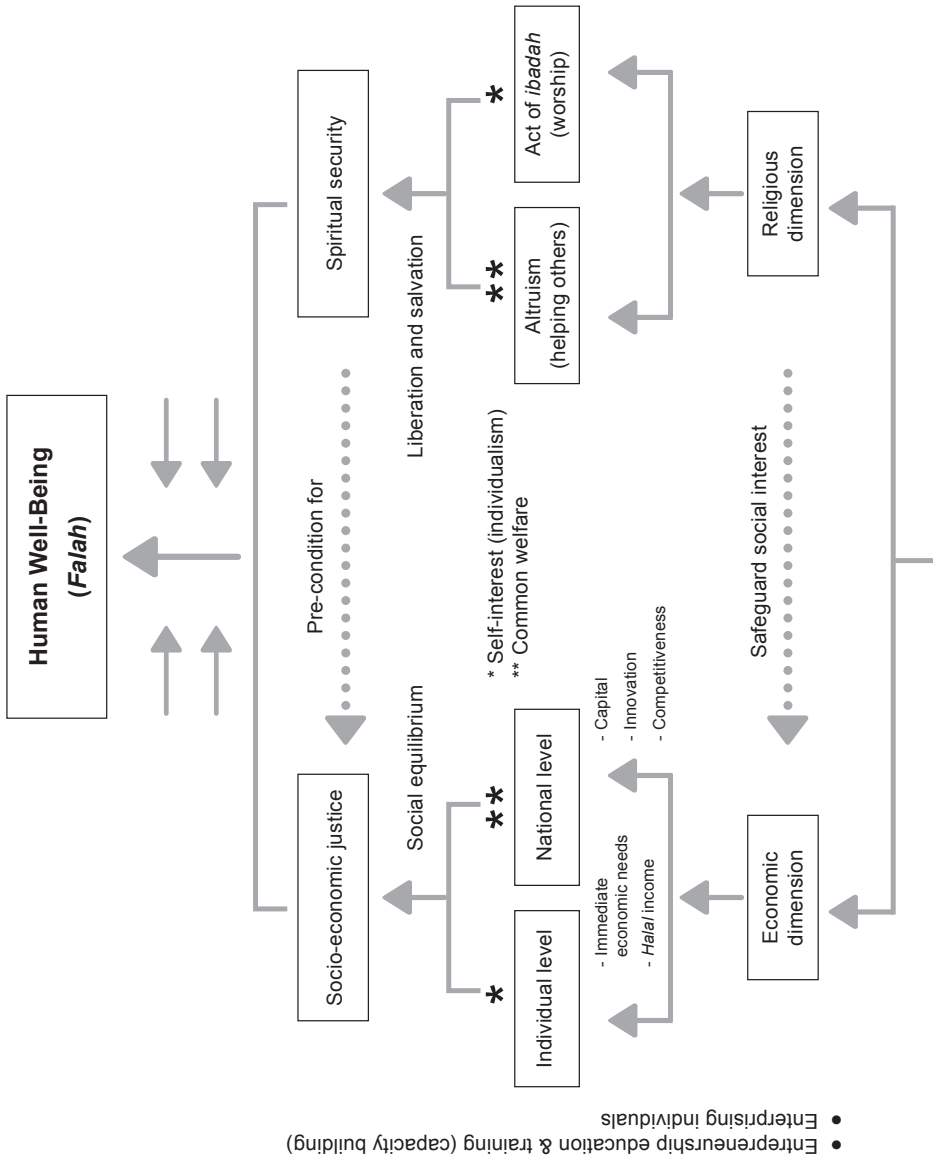 Human Well-Being
(Falah)
Pre-condition for
Socio-economic justice
Spiritual security
Social equilibrium
Liberation and salvation
* Self-interest (individualism)
** Common welfare
*
**
**
*
Individual level
National level
Altruism
(helping others)
Act of ibadah
(worship)
- Immediate
economic needs
- Halal income
- Capital
- Innovation
- Competitiveness
Safeguard social interest
Economic
dimension
Religious
dimension
• Entrepreneurship education & training (capacity building)
• Enterprising individuals